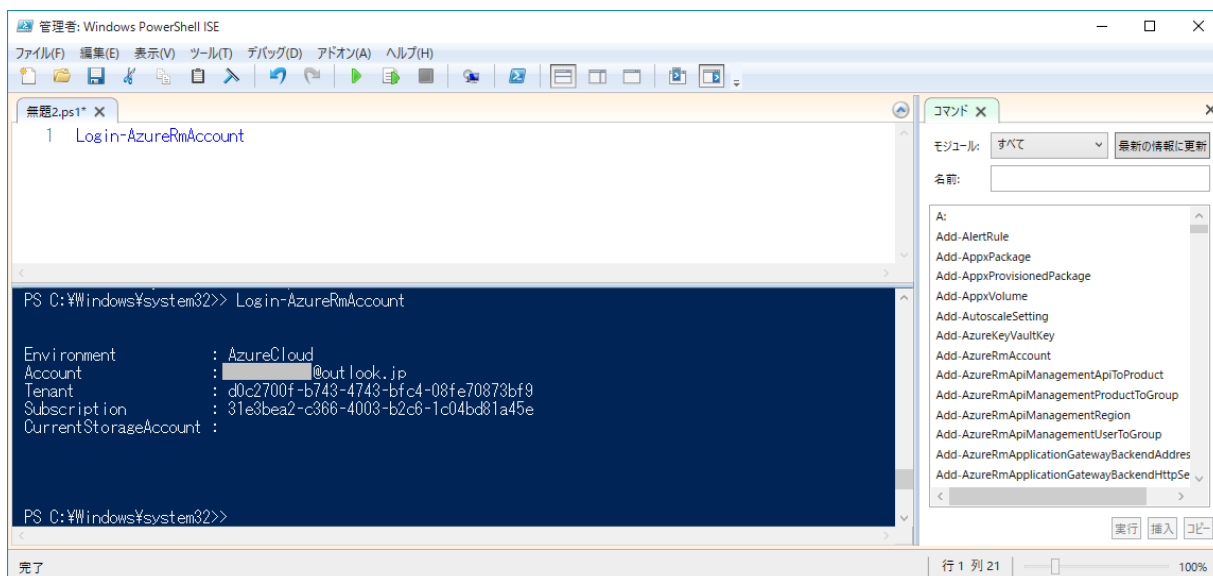 管理者: Windows PowerShell ISE
ファイル(F) 編集(E) 表示(V) ツール(T) デバッグ(D) アドオン(A) ヘルプ(H)
無題2.ps1* X
1 Login-AzureRmAccount
PS C:¥Windows¥system32>> Login-AzureRmAccount
Environment : AzureCloud
Account : @outlook.jp
Tenant : d0c2700f-b743-4743-bfc4-08fe70873bf9
Subscription : 31e3bea2-c366-4003-b2c6-1c04bd81a45e
CurrentStorageAccount :
PS C:¥Windows¥system32>>
コマンド X
モジュール: すべて 最新の情報に更新
名前:
A:
Add-AlertRule
Add-AppxPackage
Add-AppxProvisionedPackage
Add-AppxVolume
Add-AutoscaleSetting
Add-AzureKeyVaultKey
Add-AzureRmAccount
Add-AzureRmApiManagementApiToProduct
Add-AzureRmApiManagementProductToGroup
Add-AzureRmApiManagementRegion
Add-AzureRmApiManagementUserToGroup
Add-AzureRmApplicationGatewayBackendAddres
Add-AzureRmApplicationGatewayBackendHttpSe
実行 挿入 コピー
完了
行 1 列 21 100%